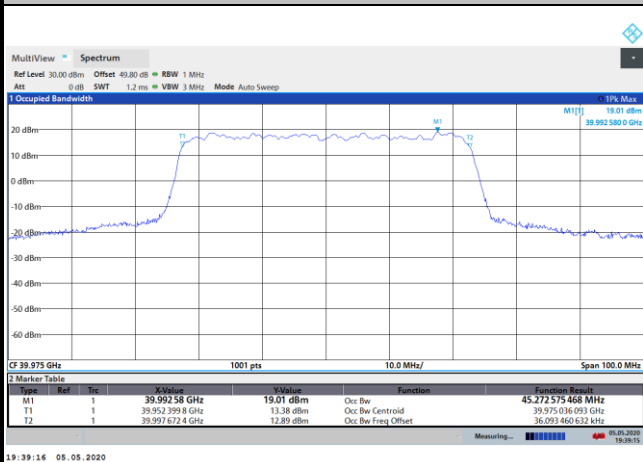 MultiView Spectrum
Ref Level 30.00 dBm Offset 49.80 dB RBW 1 MHz
Att 0 dB SWT 1.2 ms VBW 3 MHz Mode Auto Sweep
1 Occupied Bandwidth 1Pk Max
M1[1] 19.01 dBm
39.992 580 0 GHz
M1
T1
T2
20 dBm
10 dBm
0 dBm
-10 dBm
-20 dBm
-30 dBm
-40 dBm
-50 dBm
-60 dBm
CF 39.975 GHz 1001 pts 10.0 MHz/ Span 100.0 MHz
2 Marker Table
Type Ref Trc X-Value Y-Value Function Function Result
M1 1 39.992 58 GHz 19.01 dBm Occ Bw 45.272 575 468 MHz
T1 1 39.952 399 8 GHz 13.38 dBm Occ Bw Centroid 39.975 036 093 GHz
T2 1 39.997 672 4 GHz 12.89 dBm Occ Bw Freq Offset 36.093 460 632 kHz
Measuring... 05.05.2020
19:39:15
19:39:16 05.05.2020